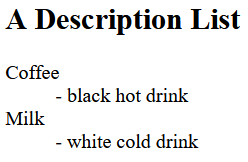 A Description List
Coffee
- black hot drink
Milk
- white cold drink